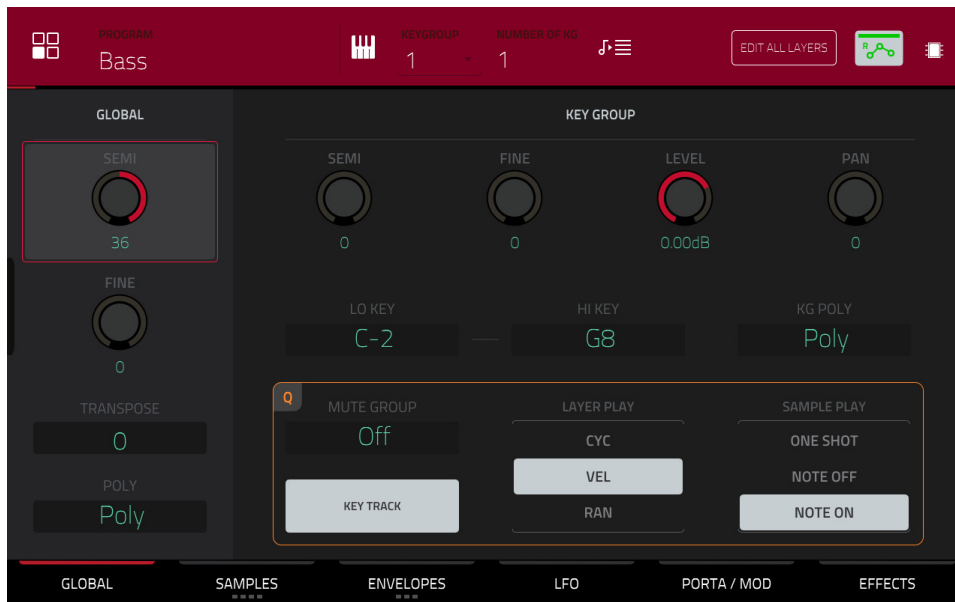 PROGRAM
Bass
KEYGROUP
1
NUMBER OF KG
1
EDIT ALL LAYERS
R
GLOBAL
SEMI
36
FINE
0
TRANSPOSE
0
POLY
Poly
KEY GROUP
SEMI FINE LEVEL PAN
0 0 0.00dB 0
LO KEY HI KEY KG POLY
C-2 G8 Poly
Q
MUTE GROUP
Off
KEY TRACK
LAYER PLAY
CYC
VEL
RAN
SAMPLE PLAY
ONE SHOT
NOTE OFF
NOTE ON
GLOBAL SAMPLES ENVELOPES LFO PORTA / MOD EFFECTS